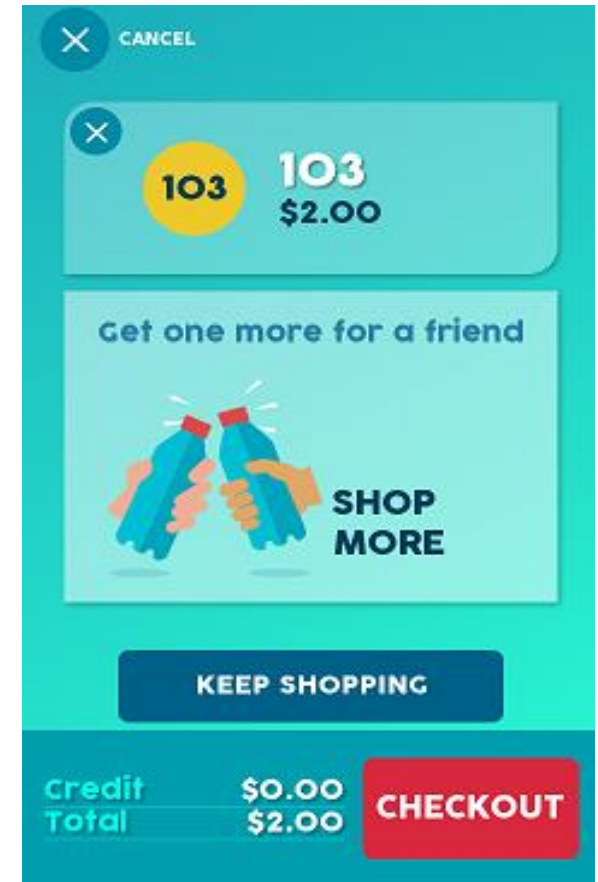 CANCEL
103
103
$2.00
Get one more for a friend
SHOP
MORE
KEEP SHOPPING
Credit $0.00
Total $2.00
CHECKOUT